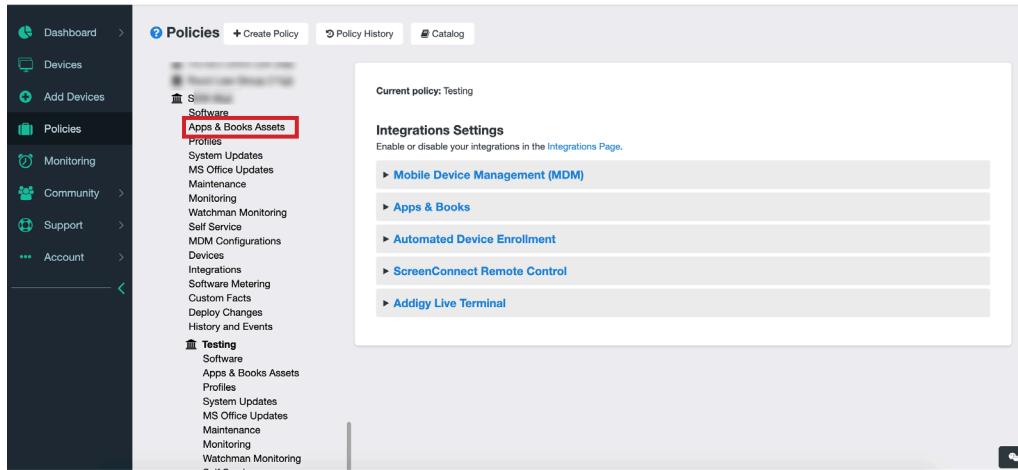 Dashboard
Devices
Add Devices
Policies
Monitoring
Community
Support
Account
Policies
Create Policy
Policy History
Catalog
S
Software
Apps & Books Assets
Profiles
System Updates
MS Office Updates
Maintenance
Monitoring
Watchman Monitoring
Self Service
MDM Configurations
Devices
Integrations
Software Metering
Custom Facts
Deploy Changes
History and Events
Testing
Software
Apps & Books Assets
Profiles
System Updates
MS Office Updates
Maintenance
Monitoring
Watchman Monitoring
Current policy: Testing
Integrations Settings
Enable or disable your integrations in the Integrations Page.
Mobile Device Management (MDM)
Apps & Books
Automated Device Enrollment
ScreenConnect Remote Control
Addigy Live Terminal